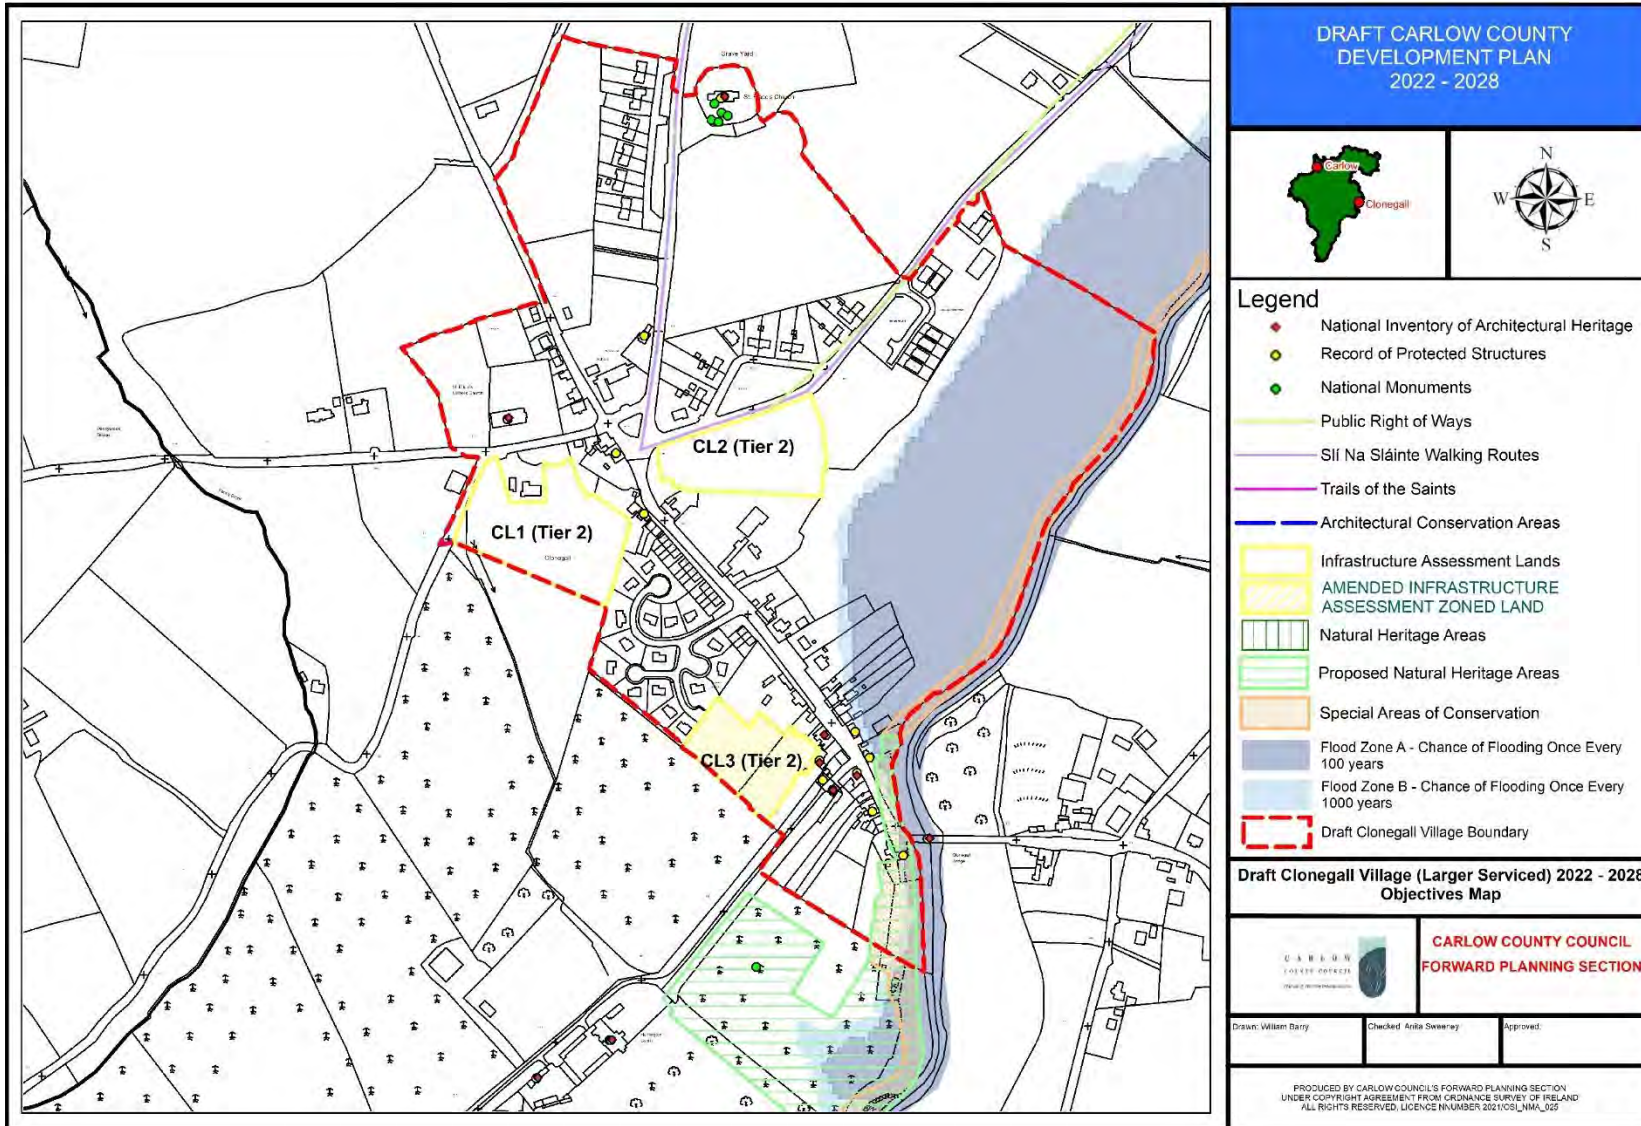 DRAFT CARLOW COUNTY
DEVELOPMENT PLAN
2022 - 2028
Carlow
Clonegall
N
W
E
S
Legend
National Inventory of Architectural Heritage
Record of Protected Structures
National Monuments
Public Right of Ways
Slí Na Sláinte Walking Routes
Trails of the Saints
Architectural Conservation Areas
Infrastructure Assessment Lands
AMENDED INFRASTRUCTURE
ASSESSMENT ZONED LAND
Natural Heritage Areas
Proposed Natural Heritage Areas
Special Areas of Conservation
Flood Zone A - Chance of Flooding Once Every
100 years
Flood Zone B - Chance of Flooding Once Every
1000 years
Draft Clonegall Village Boundary
Draft Clonegall Village (Larger Serviced) 2022 - 2028
Objectives Map
CARLOW
COUNTY COUNCIL
CARLOW COUNTY COUNCIL
FORWARD PLANNING SECTION
Drawn: William Barry
Checked Anita Sweeney
Approved:
PRODUCED BY CARLOW COUNCIL'S FORWARD PLANNING SECTION
UNDER COPYRIGHT AGREEMENT FROM ORDNANCE SURVEY OF IRELAND
ALL RIGHTS RESERVED, LICENCE NNUMBER 2021/OSI_NMA_025
Grave Yard
CL2 (Tier 2)
CL1 (Tier 2)
Clonegall
CL3 (Tier 2)